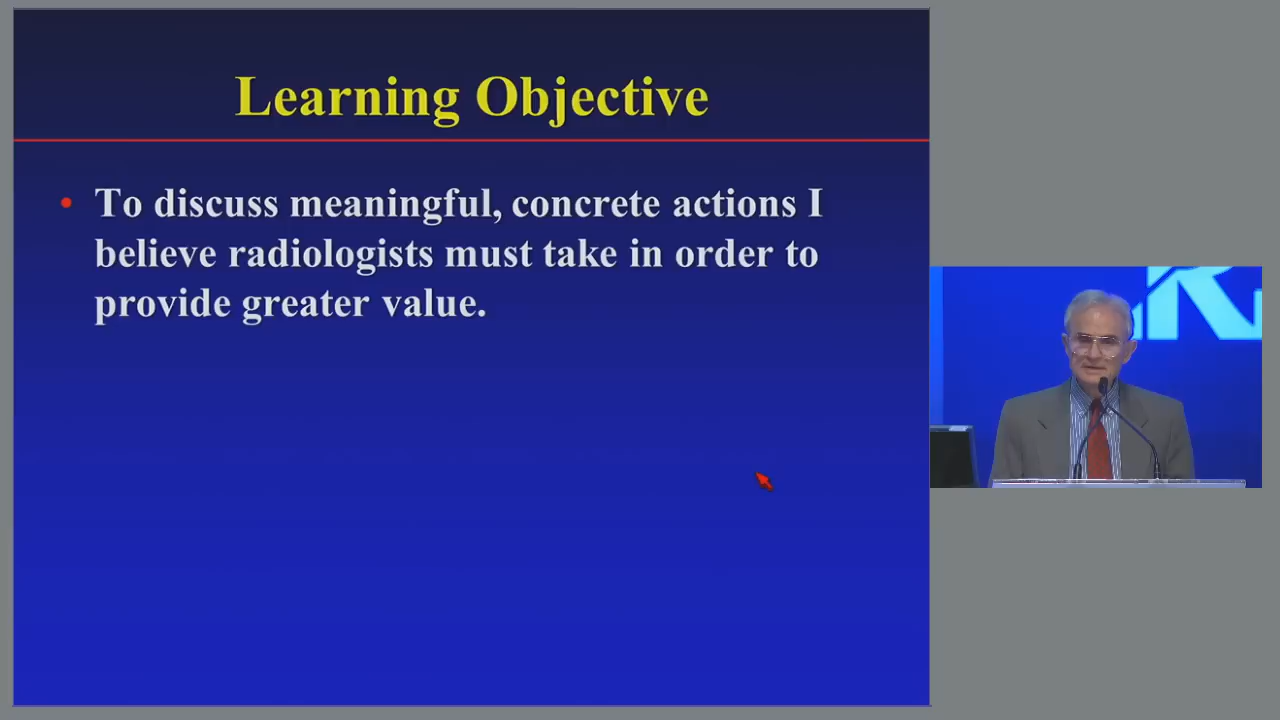 Learning Objective
• To discuss meaningful, concrete actions I
believe radiologists must take in order to
provide greater value.
R